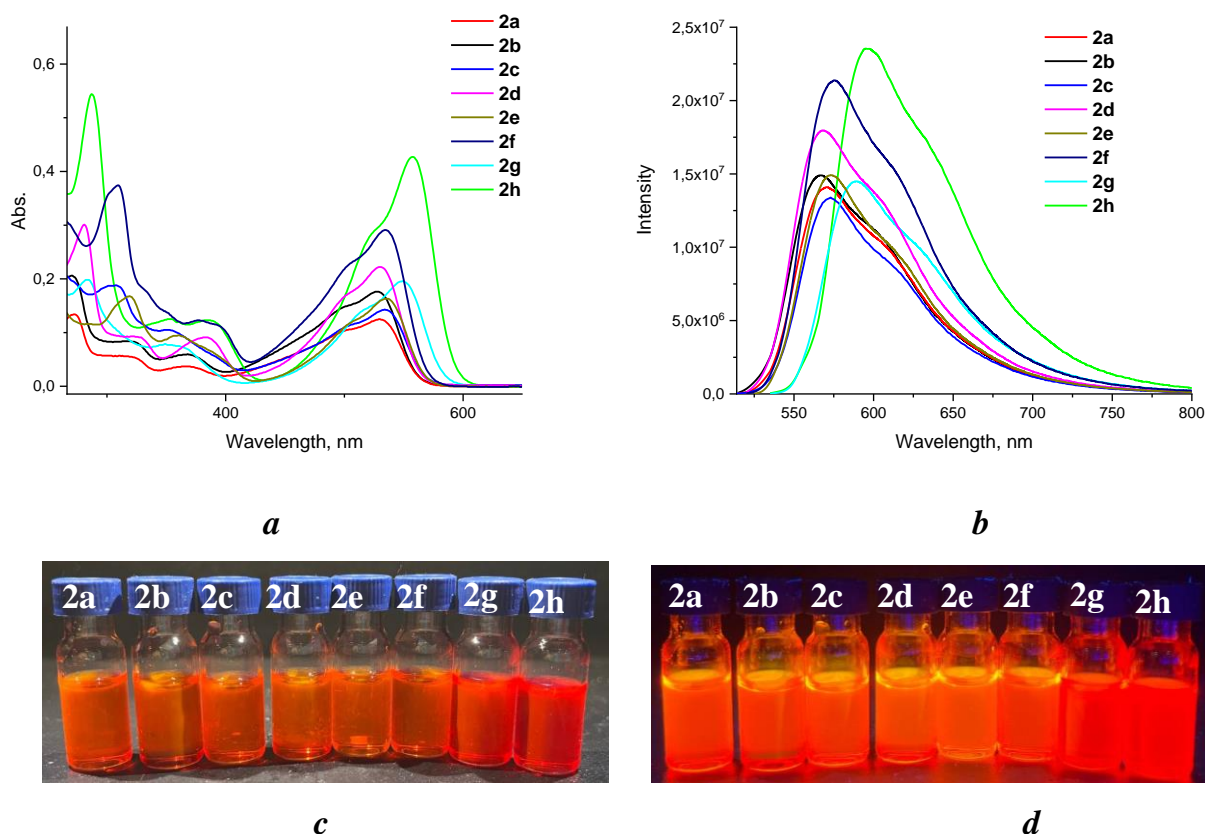 0,6
0,4
0,2
0,0
Abs.
400
600
Wavelength, nm
2a
2b
2c
2d
2e
2f
2g
2h
2,5x10⁷
2,0x10⁷
1,5x10⁷
1,0x10⁷
5,0x10⁶
0,0
Intensity
550
600
650
700
750
800
Wavelength, nm
2a
2b
2c
2d
2e
2f
2g
2h
a
b
2a 2b 2c 2d 2e 2f 2g 2h
2a 2b 2c 2d 2e 2f 2g 2h
c
d